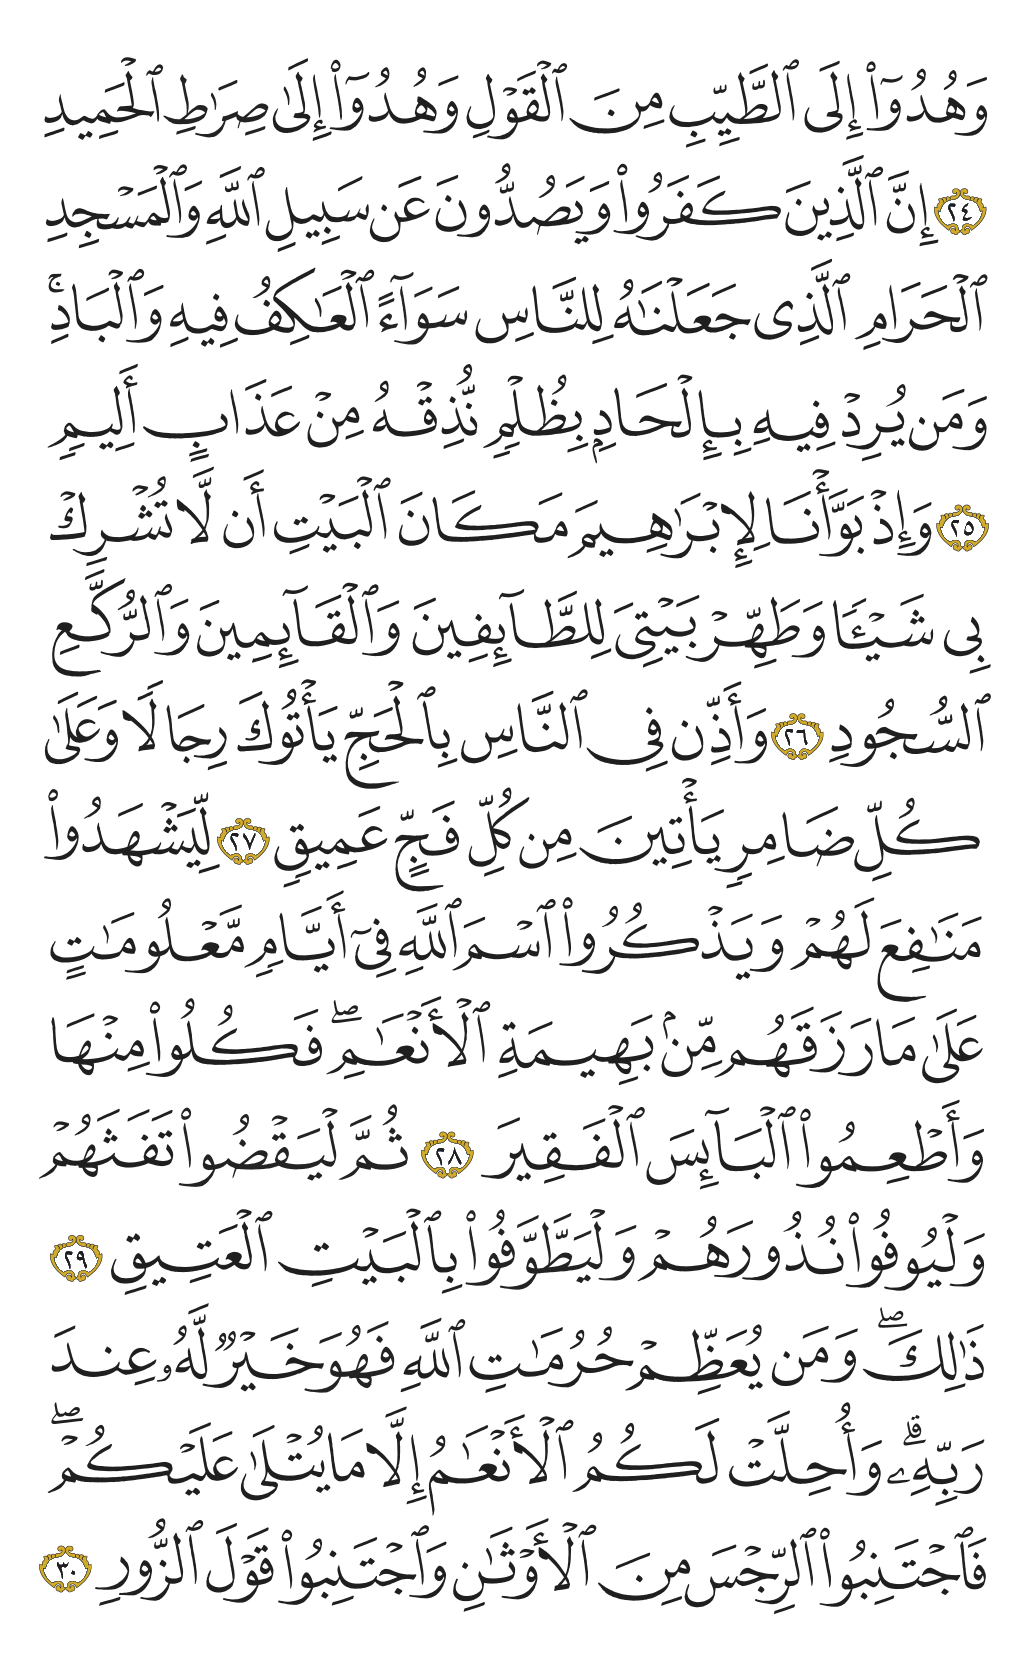 وَهُدُوٓا۟ إِلَى ٱلطَّيِّبِ مِنَ ٱلْقَوْلِ وَهُدُوٓا۟ إِلَىٰ صِرَٰطِ ٱلْحَمِيدِ
٢٤ إِنَّ ٱلَّذِينَ كَفَرُوا۟ وَيَصُدُّونَ عَن سَبِيلِ ٱللَّهِ وَٱلْمَسْجِدِ
ٱلْحَرَامِ ٱلَّذِى جَعَلْنَٰهُ لِلنَّاسِ سَوَآءً ٱلْعَٰكِفُ فِيهِ وَٱلْبَادِ ۚ
وَمَن يُرِدْ فِيهِ بِإِلْحَادٍۭ بِظُلْمٍ نُّذِقْهُ مِنْ عَذَابٍ أَلِيمٍ
٢٥ وَإِذْ بَوَّأْنَا لِإِبْرَٰهِيمَ مَكَانَ ٱلْبَيْتِ أَن لَّا تُشْرِكْ
بِى شَيْـًٔا وَطَهِّرْ بَيْتِىَ لِلطَّآئِفِينَ وَٱلْقَآئِمِينَ وَٱلرُّكَّعِ
ٱلسُّجُودِ ٢٦ وَأَذِّن فِى ٱلنَّاسِ بِٱلْحَجِّ يَأْتُوكَ رِجَالًا وَعَلَىٰ
كُلِّ ضَامِرٍ يَأْتِينَ مِن كُلِّ فَجٍّ عَمِيقٍ ٢٧ لِّيَشْهَدُوا۟
مَنَٰفِعَ لَهُمْ وَيَذْكُرُوا۟ ٱسْمَ ٱللَّهِ فِىٓ أَيَّامٍ مَّعْلُومَٰتٍ
عَلَىٰ مَا رَزَقَهُم مِّنۢ بَهِيمَةِ ٱلْأَنْعَٰمِ ۖ فَكُلُوا۟ مِنْهَا
وَأَطْعِمُوا۟ ٱلْبَآئِسَ ٱلْفَقِيرَ ٢٨ ثُمَّ لْيَقْضُوا۟ تَفَثَهُمْ
وَلْيُوفُوا۟ نُذُورَهُمْ وَلْيَطَّوَّفُوا۟ بِٱلْبَيْتِ ٱلْعَتِيقِ ٢٩
ذَٰلِكَ ۖ وَمَن يُعَظِّمْ حُرُمَٰتِ ٱللَّهِ فَهُوَ خَيْرٌ لَّهُۥ عِندَ
رَبِّهِۦ ۗ وَأُحِلَّتْ لَكُمُ ٱلْأَنْعَٰمُ إِلَّا مَا يُتْلَىٰ عَلَيْكُمْ ۖ
فَٱجْتَنِبُوا۟ ٱلرِّجْسَ مِنَ ٱلْأَوْثَٰنِ وَٱجْتَنِبُوا۟ قَوْلَ ٱلزُّورِ ٣٠